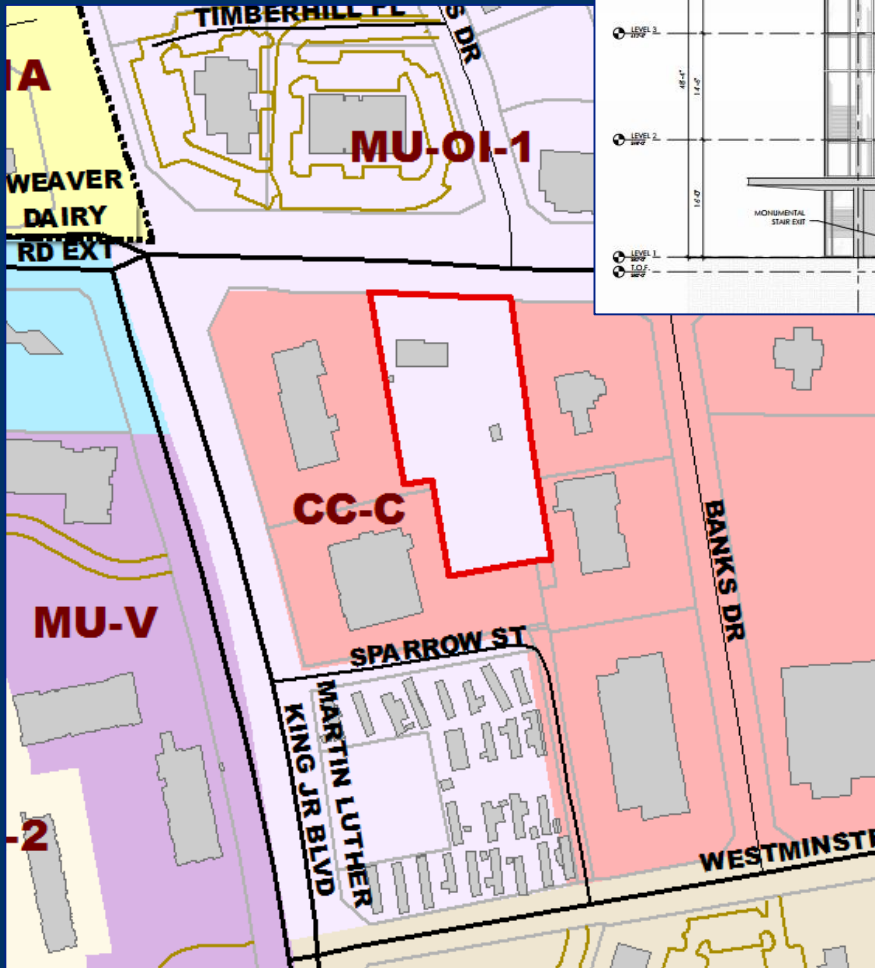 TIMBERHILL PL
S DR
1A
MU-OI-1
WEAVER
DAIRY
RD EXT
LEVEL 3
LEVEL 2
MONUMENTAL
STAIR EXIT
LEVEL 1
T.O.F.
CC-C
BANKS DR
MU-V
SPARROW ST
MARTIN LUTHER
KING JR BLVD
-2
WESTMINSTE